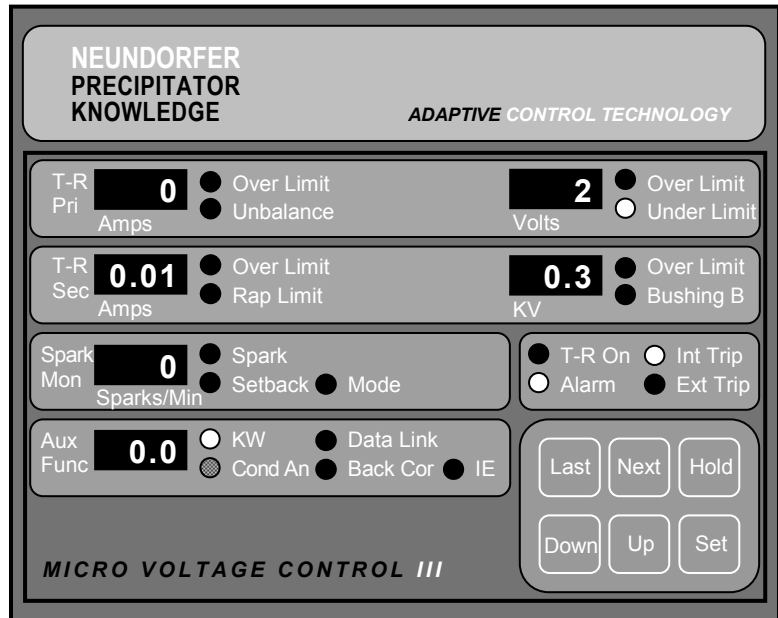 NEUNDORFER
PRECIPITATOR
KNOWLEDGE
ADAPTIVE CONTROL TECHNOLOGY
T-R Pri
0
Amps
Over Limit
Unbalance
2
Volts
Over Limit
Under Limit
T-R Sec
0.01
Amps
Over Limit
Rap Limit
0.3
KV
Over Limit
Bushing B
Spark Mon
0
Sparks/Min
Spark
Setback
Mode
T-R On
Int Trip
Alarm
Ext Trip
Aux Func
0.0
KW
Data Link
Cond An
Back Cor
IE
Last
Next
Hold
Down
Up
Set
MICRO VOLTAGE CONTROL III